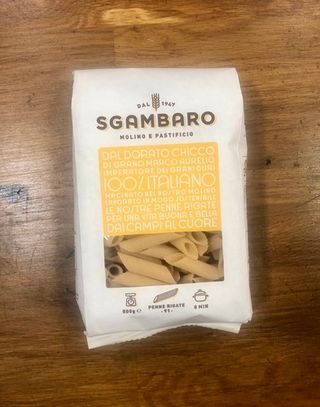 DAL 1947
SGAMBARO
MOLINO E PASTIFICIO
DAL DORATO CHICCO
DI GRANO MARCO AURELIO
IMPERATORE DEI GRANI DURI
100% ITALIANO
MACINATO NEL NOSTRO MOLINO
LAVORATO IN MODO SOSTENIBILE
LE NOSTRE PENNE RIGATE
PER UNA VITA BUONA E BELLA
DAI CAMPI AL CUORE
500g ℮
PENNE RIGATE
·91·
8 MIN